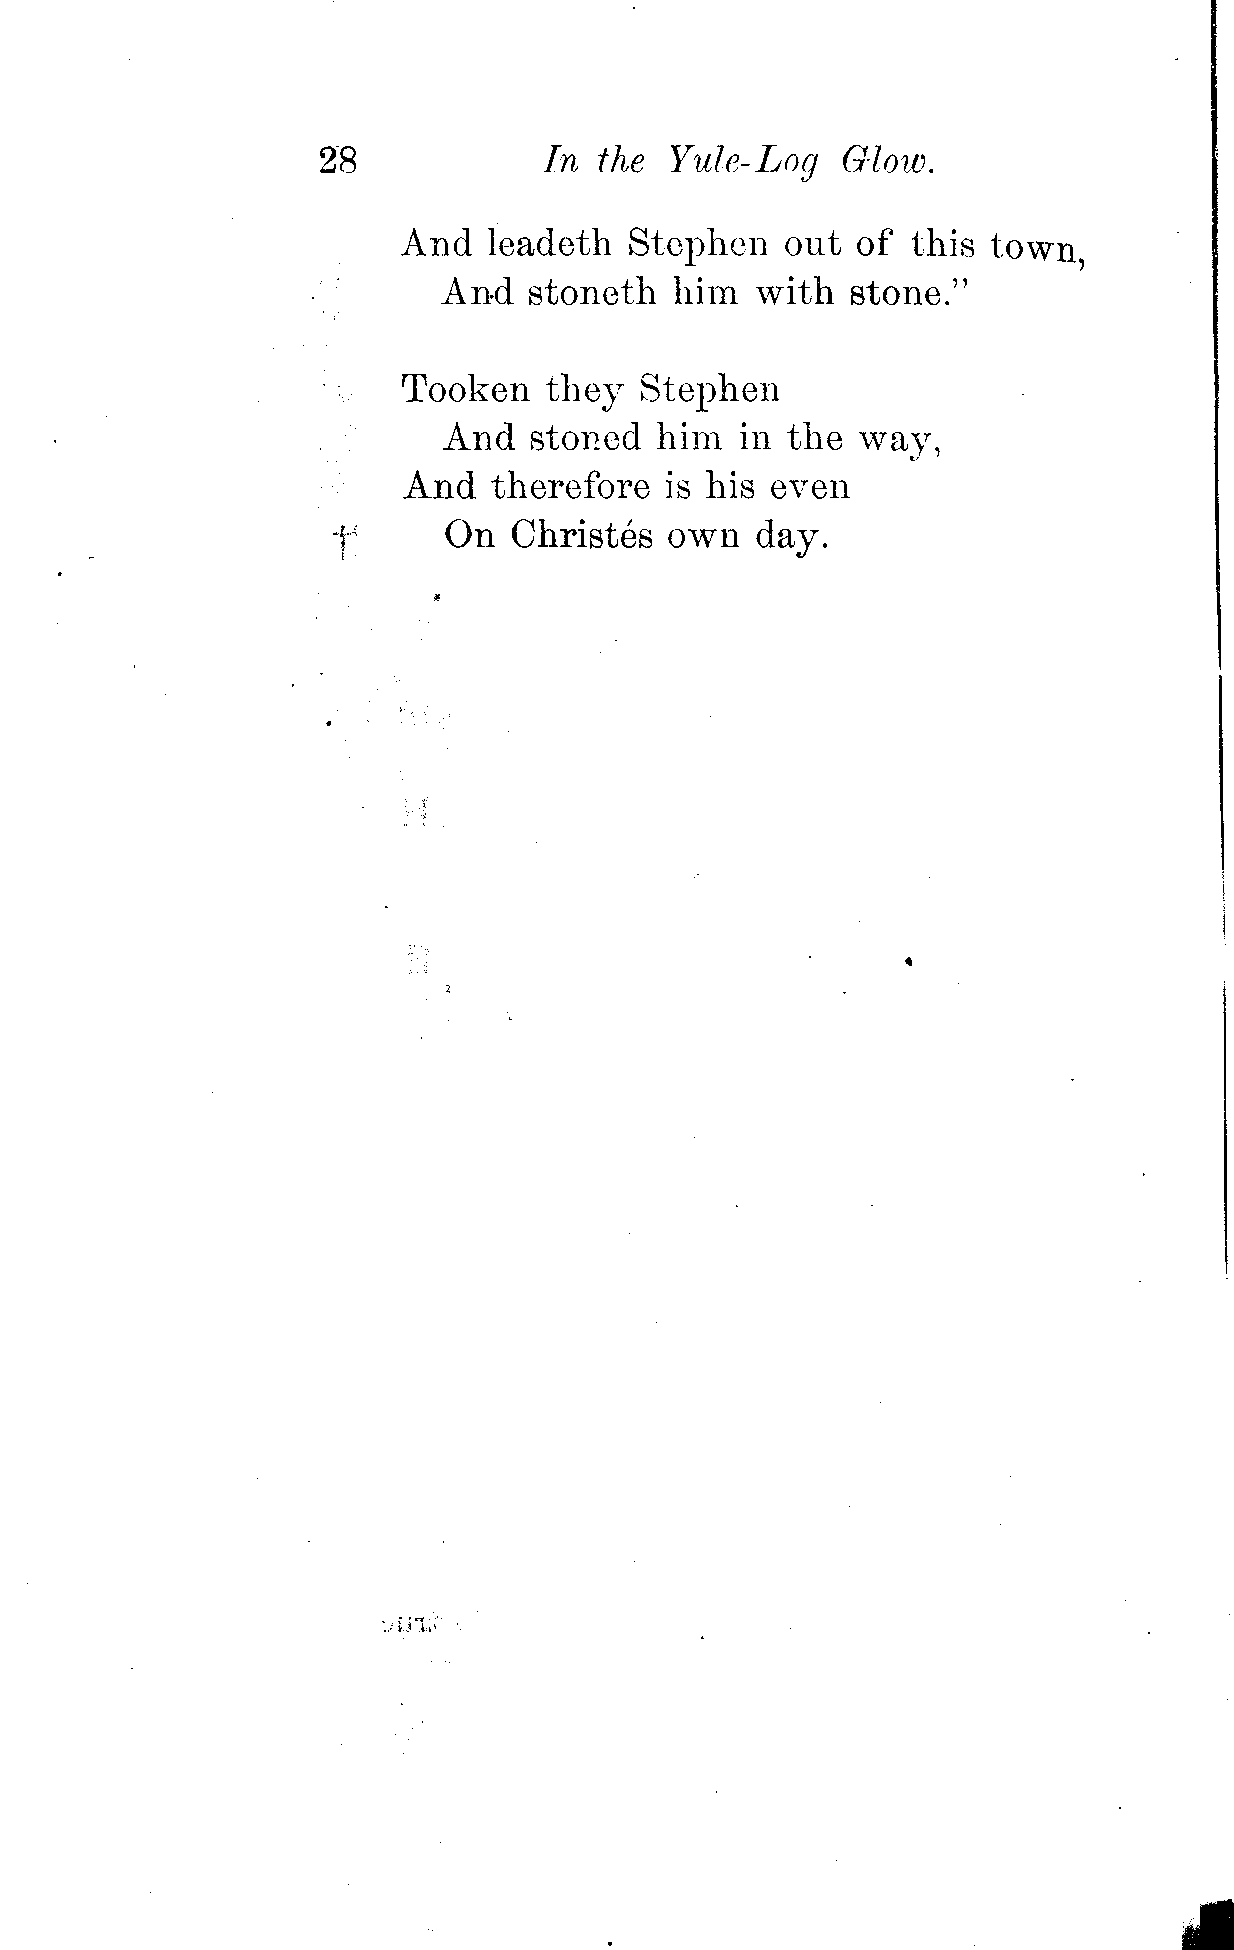 28 In the Yule-Log Glow.
And leadeth Stephen out of this town,
And stoneth him with stone."
Tooken they Stephen
And stoned him in the way,
And therefore is his even
On Christés own day.